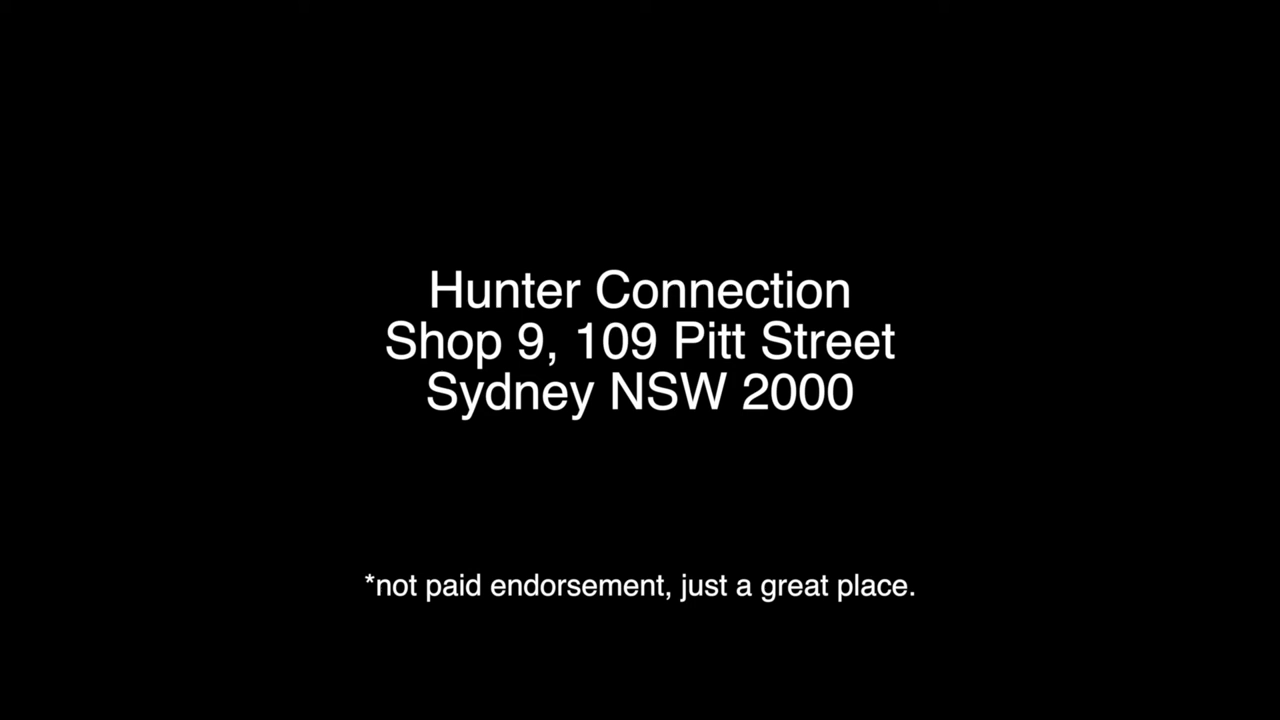 Hunter Connection
Shop 9, 109 Pitt Street
Sydney NSW 2000
*not paid endorsement, just a great place.